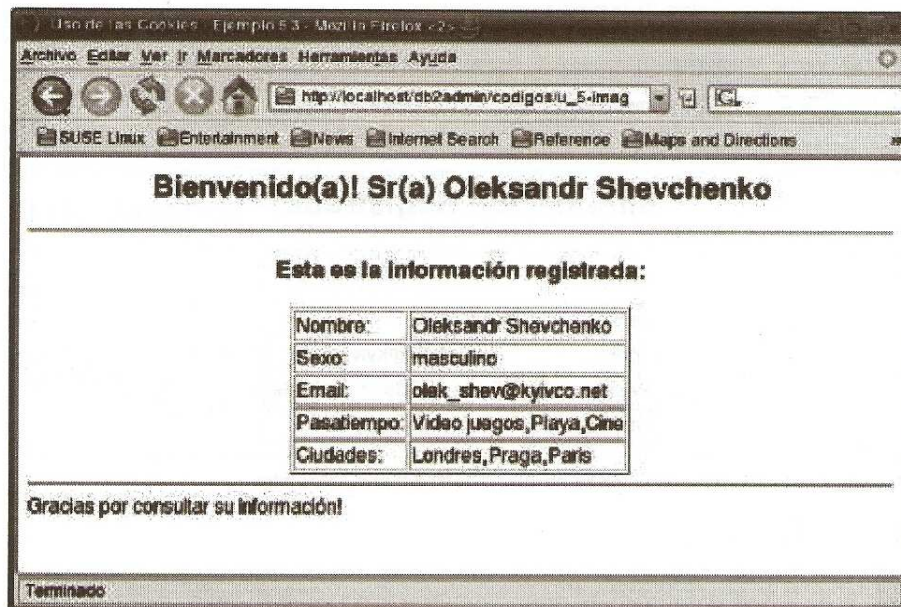 Uso de las Cookies - Ejemplo 5.3 - Mozilla Firefox <2>
Archivo Editar Ver Ir Marcadores Herramientas Ayuda
http://localhost/db2admin/codigos/u_5-imag
SUSE Linux Entertainment News Internet Search Reference Maps and Directions
Bienvenido(a)! Sr(a) Oleksandr Shevchenko
Esta es la información registrada:
Nombre: Oleksandr Shevchenko
Sexo: masculino
Email: olek_shev@kyivco.net
Pasatiempo: Video juegos,Playa,Cine
Ciudades: Londres,Praga,Paris
Gracias por consultar su información!
Terminado